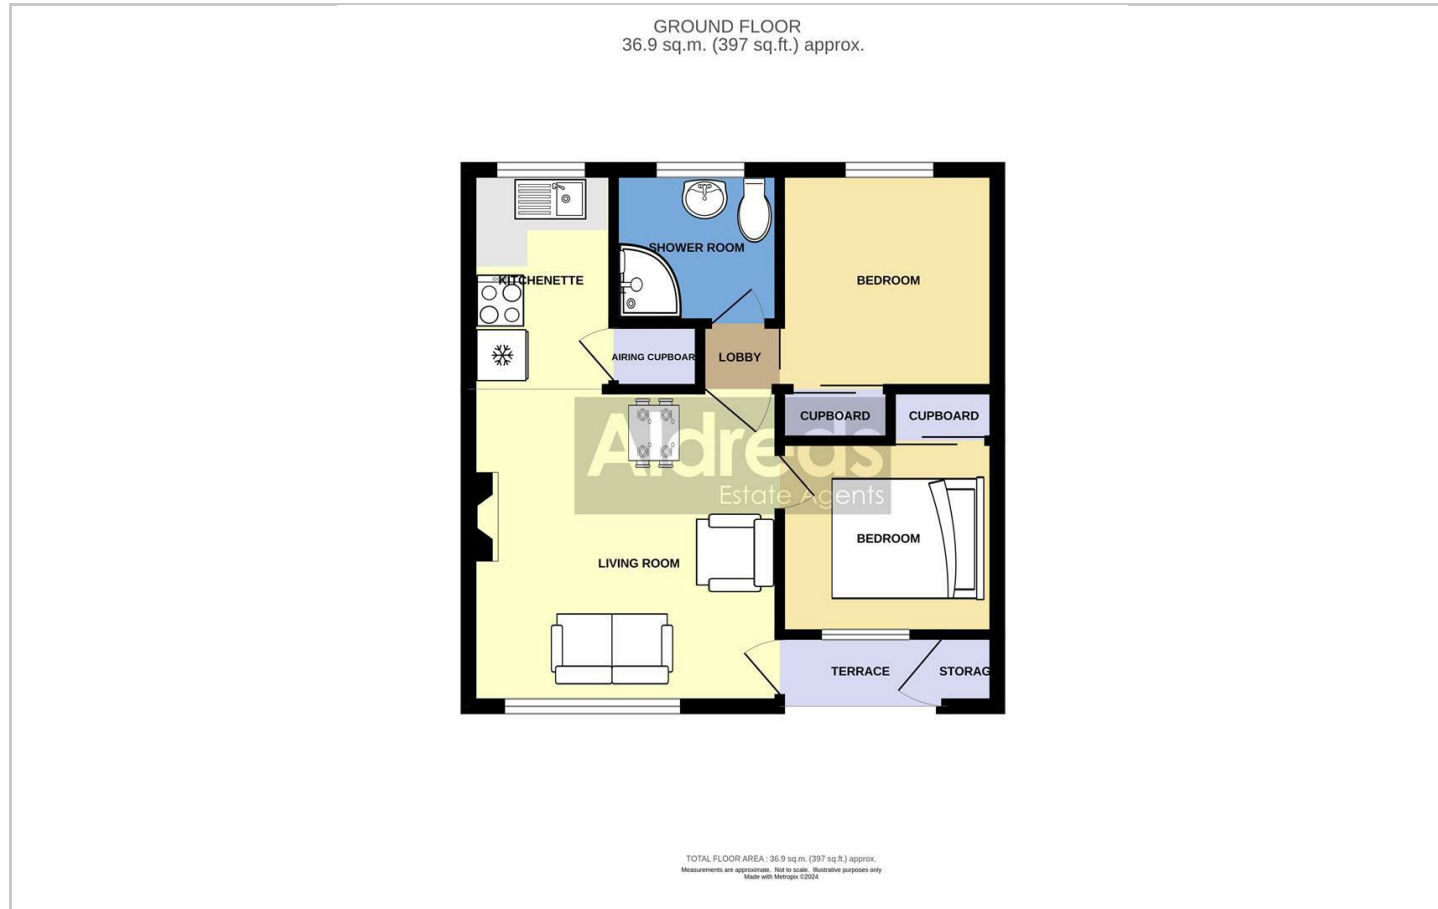 GROUND FLOOR
36.9 sq.m. (397 sq.ft.) approx.
SHOWER ROOM
KITCHENETTE
BEDROOM
AIRING CUPBOAR
LOBBY
CUPBOARD
CUPBOARD
Aldreds
Estate Agents
BEDROOM
LIVING ROOM
TERRACE
STORAG
TOTAL FLOOR AREA : 36.9 sq.m. (397 sq.ft.) approx.
Measurements are approximate. Not to scale. Illustrative purposes only
Made with Metropix ©2024